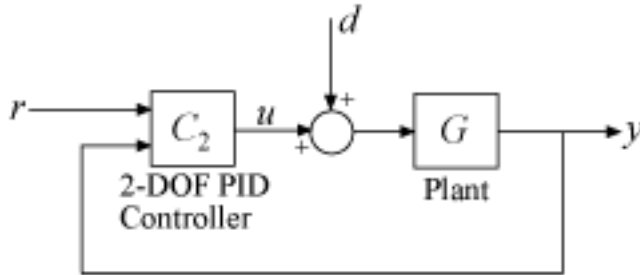 d
+
r
C2
u
+
G
y
2-DOF PID
Controller
Plant